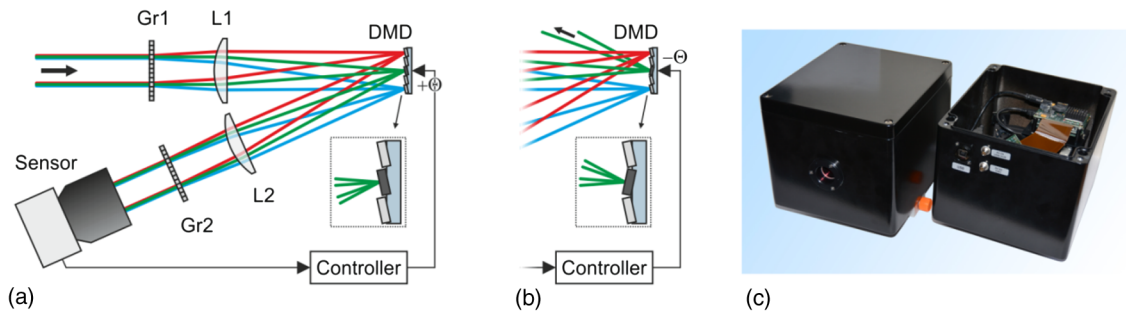 Gr1
L1
DMD
+Θ
Sensor
Gr2
L2
Controller
(a)
DMD
−Θ
Controller
(b)
(c)